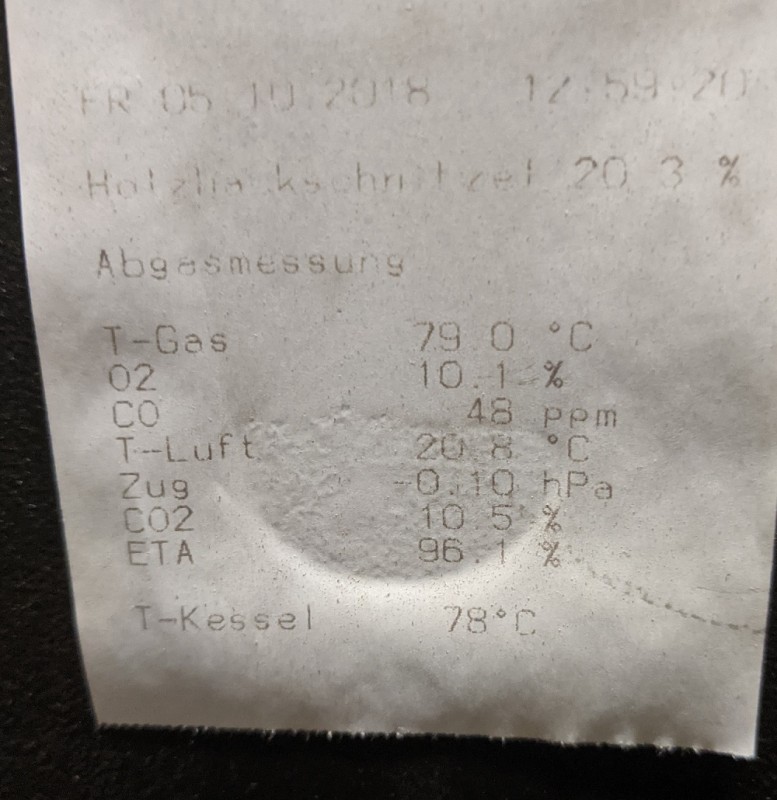 FR 05.10.2018 12:59:20
Holzhackschnitzel 20.3 %
Abgasmessung
T-Gas 79.0 °C
O2 10.1 %
CO 48 ppm
T-Luft 20.8 °C
Zug -0.10 hPa
CO2 10.5 %
ETA 96.1 %
T-Kessel 78°C